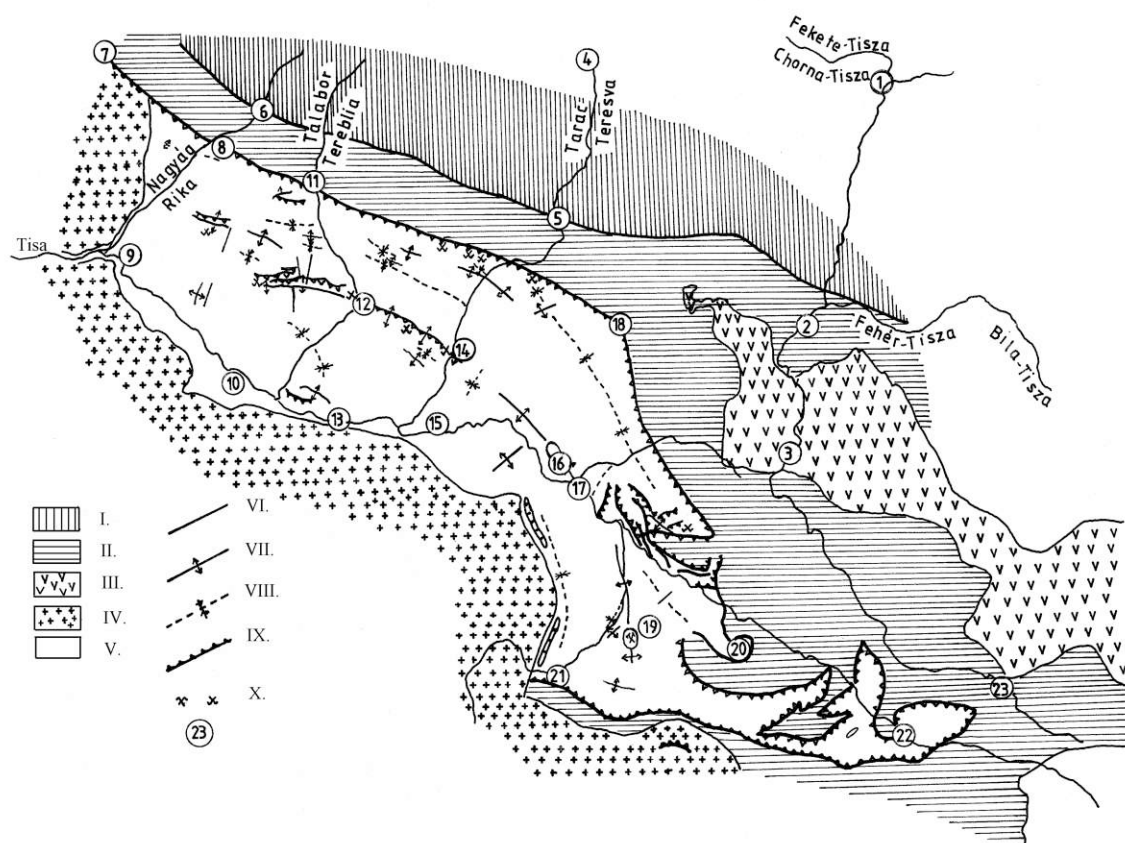 7
4
Fekete-Tisza
Chorna-Tisza
1
6
Talabor
Tereblia
Tarac
Teresva
8
Nagyág
Rika
11
5
Tisa
9
12
18
2
Fehér-Tisza
Bila-Tisza
14
10
13
15
3
16
17
I.
II.
III.
IV.
V.
VI.
VII.
VIII.
IX.
X.
23
19
20
21
22
23